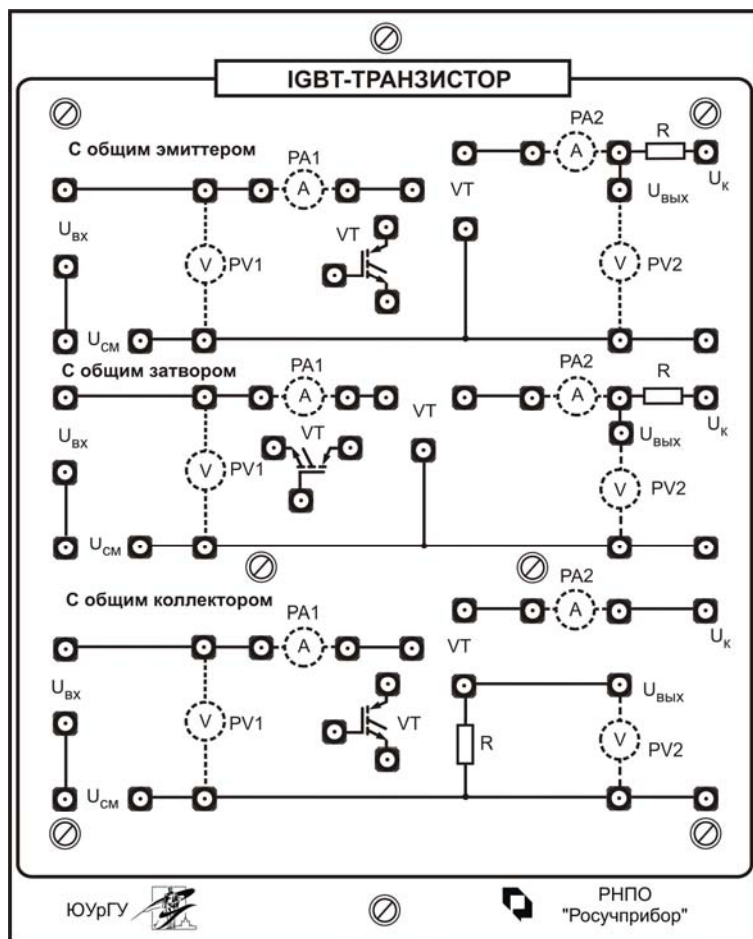 IGBT-ТРАНЗИСТОР
С общим эмиттером
PA1
PA2
A
A
R
VT
Uвх
Uвых
Uк
VT
V
PV1
V
PV2
Uсм
С общим затвором
PA1
PA2
A
A
R
VT
VT
Uвх
Uвых
Uк
V
PV1
V
PV2
Uсм
С общим коллектором
PA1
PA2
A
A
VT
Uк
Uвх
Uвых
V
PV1
VT
R
V
PV2
Uсм
ЮУрГУ
РНПО
"Росучприбор"